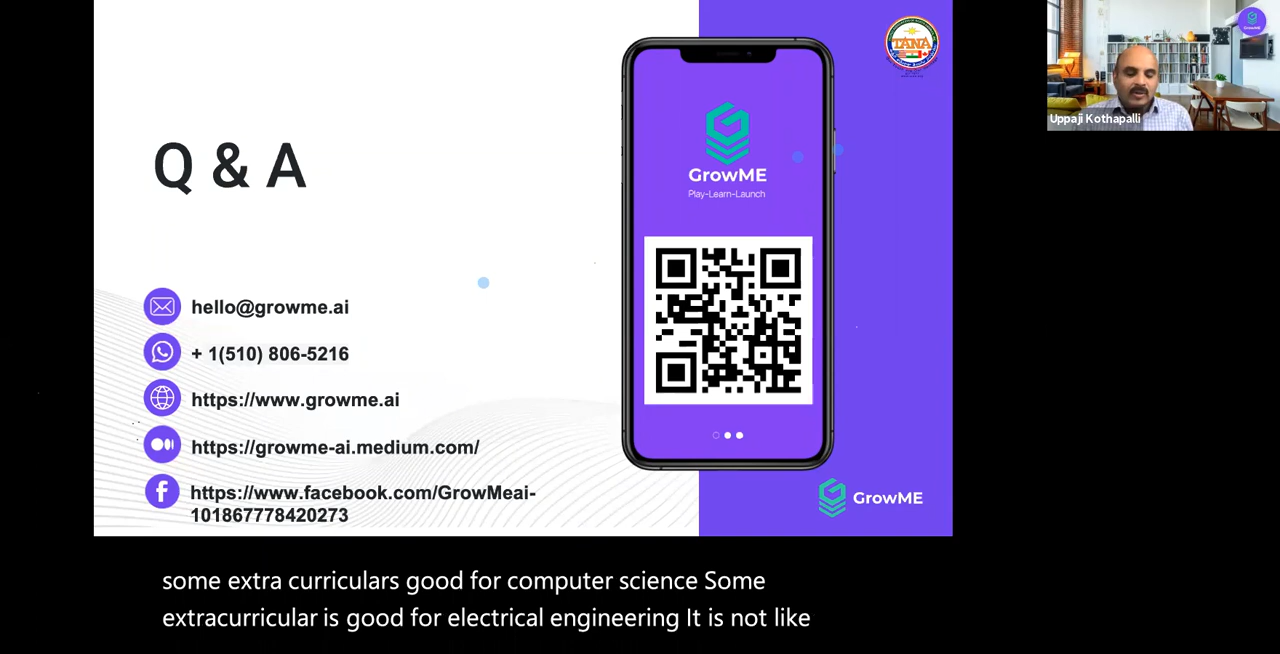 Q & A
hello@growme.ai
+ 1(510) 806-5216
https://www.growme.ai
https://growme-ai.medium.com/
https://www.facebook.com/GrowMeai-
101867778420273
GrowME
Play-Learn-Launch
TANA
GrowME
GrowME
Uppaji Kothapalli
some extra curriculars good for computer science Some
extracurricular is good for electrical engineering It is not like